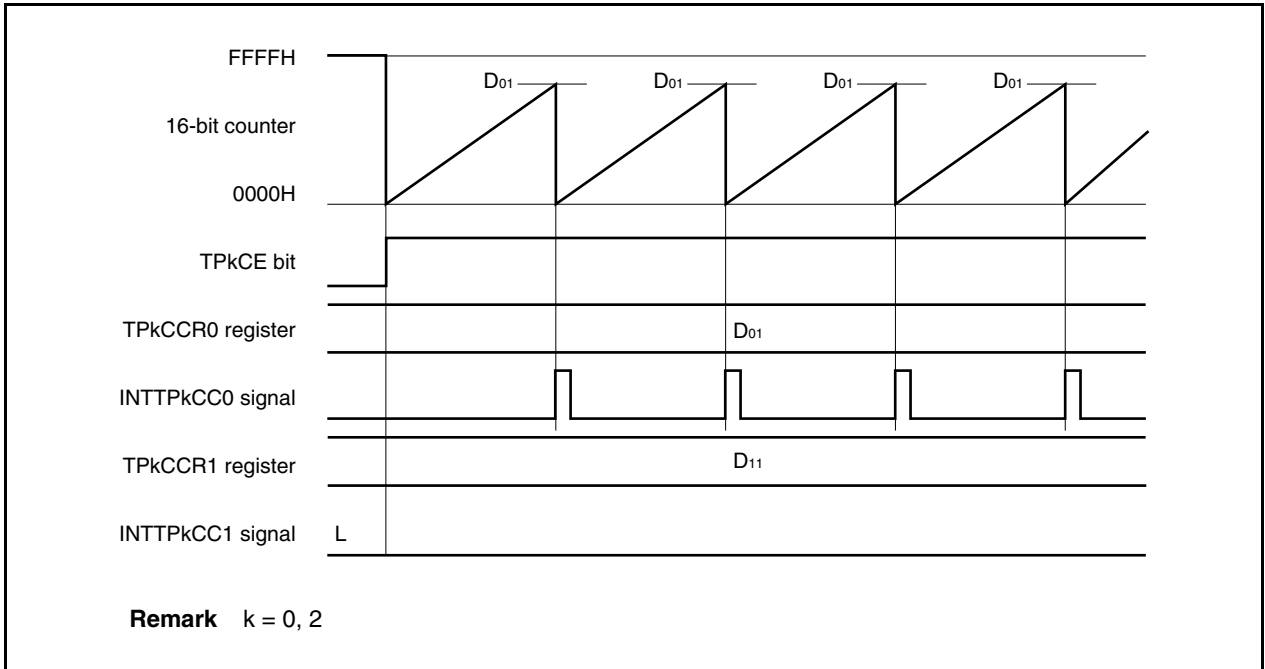 FFFFH
D01 D01 D01 D01
16-bit counter
0000H
TPkCE bit
TPkCCR0 register D01
INTTPkCC0 signal
TPkCCR1 register D11
INTTPkCC1 signal L
Remark k = 0, 2